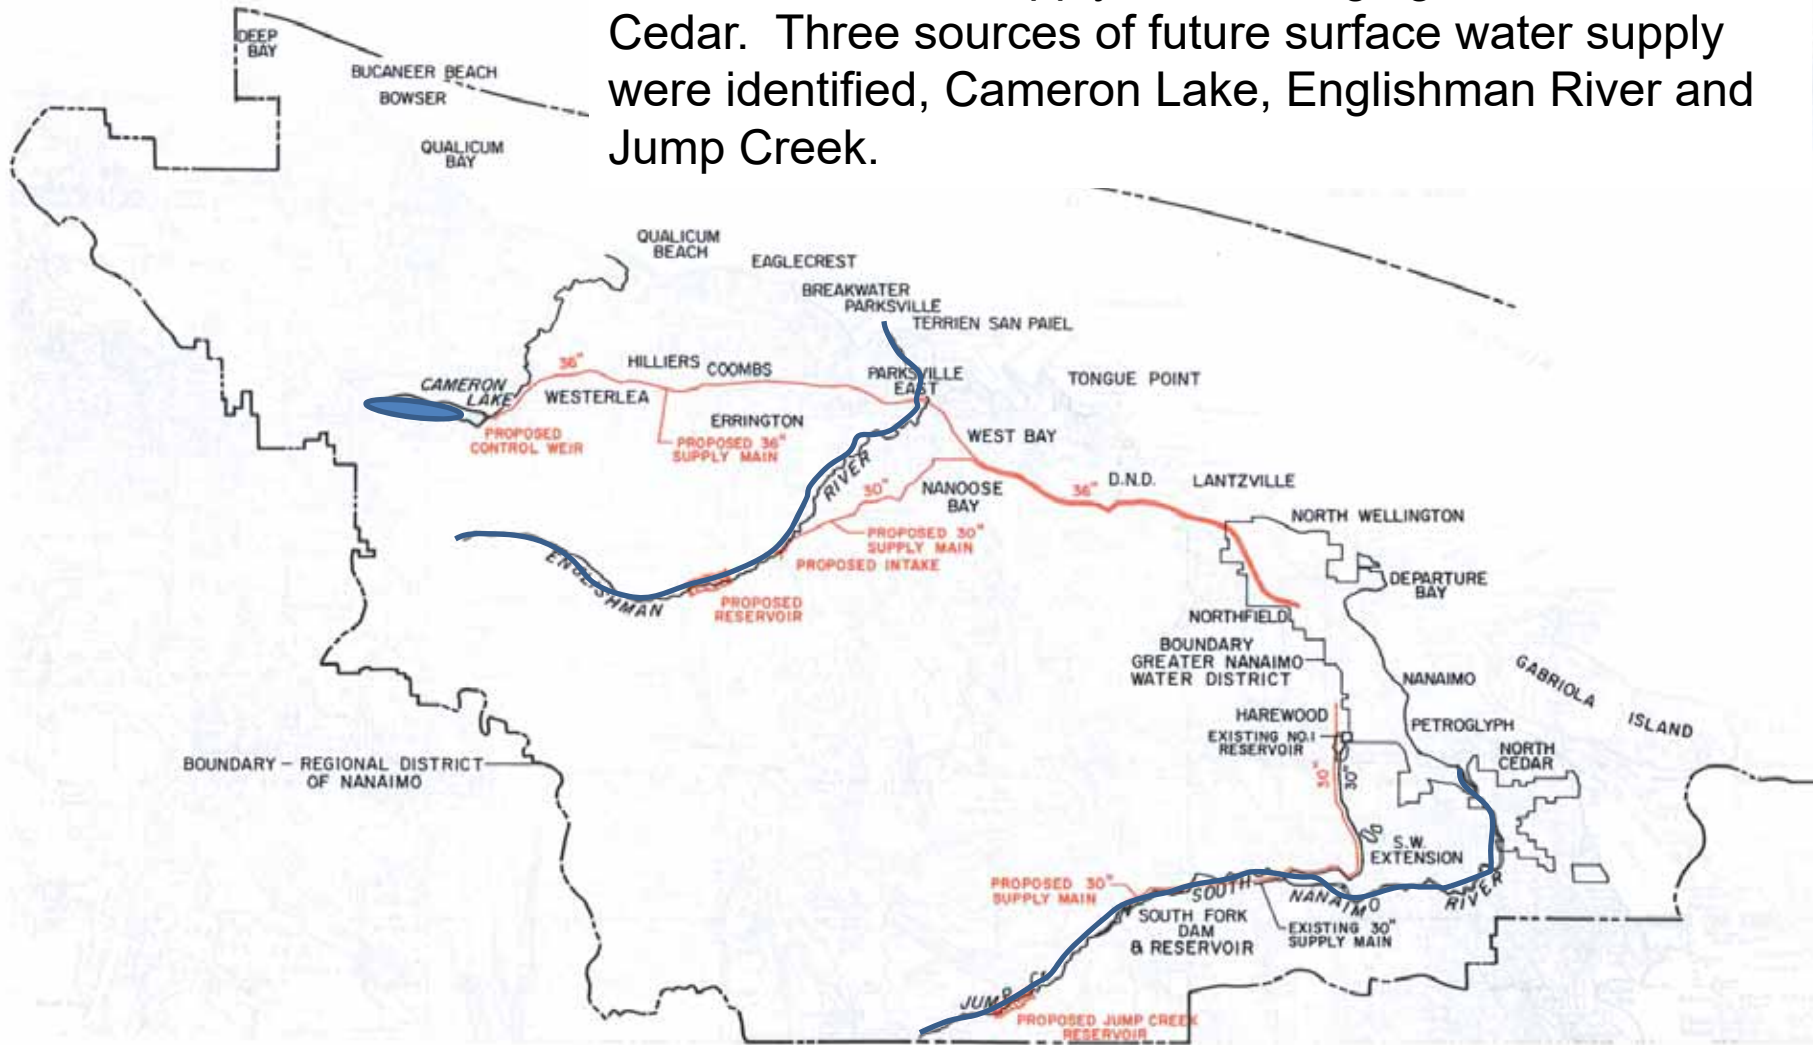 Cedar. Three sources of future surface water supply
were identified, Cameron Lake, Englishman River and
Jump Creek.
DEEP
BAY
BUCANEER BEACH
BOWSER
QUALICUM
BAY
QUALICUM
BEACH
EAGLECREST
BREAKWATER
PARKSVILLE
TERRIEN SAN PAIEL
36"
HILLIERS
COOMBS
PARKSVILLE
EAST
TONGUE POINT
CAMERON
LAKE
WESTERLEA
ERRINGTON
PROPOSED
CONTROL WEIR
PROPOSED 36"
SUPPLY MAIN
WEST BAY
RIVER
30"
NANOOSE
BAY
36"
D.N.D.
LANTZVILLE
NORTH WELLINGTON
PROPOSED 30"
SUPPLY MAIN
PROPOSED INTAKE
ENGLISHMAN
PROPOSED
RESERVOIR
DEPARTURE
BAY
NORTHFIELD
BOUNDARY
GREATER NANAIMO
WATER DISTRICT
NANAIMO
GABRIOLA
ISLAND
HAREWOOD
EXISTING NO.1
RESERVOIR
PETROGLYPH
NORTH
CEDAR
30"
30"
BOUNDARY - REGIONAL DISTRICT
OF NANAIMO
S.W.
EXTENSION
PROPOSED 30"
SUPPLY MAIN
SOUTH
NANAIMO
RIVER
SOUTH FORK
DAM
& RESERVOIR
EXISTING 30"
SUPPLY MAIN
JUMP
PROPOSED JUMP CREEK
RESERVOIR